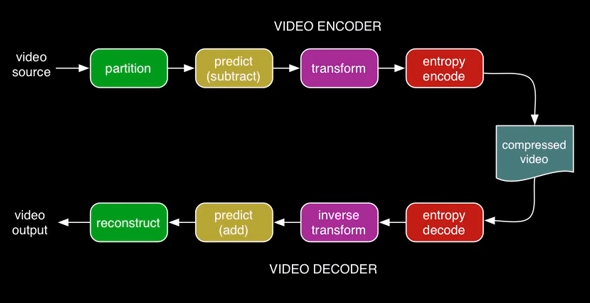 VIDEO ENCODER
video
source
partition
predict
(subtract)
transform
entropy
encode
compressed
video
video
output
reconstruct
predict
(add)
inverse
transform
entropy
decode
VIDEO DECODER